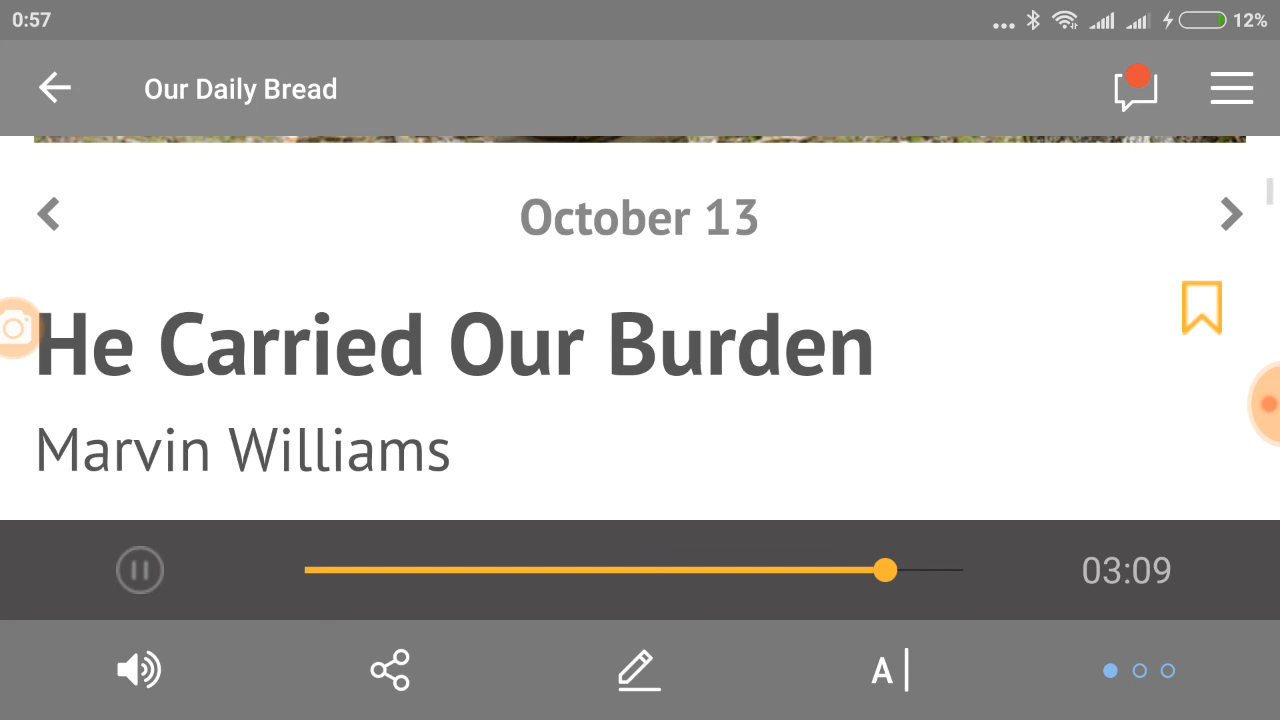 0:57
12%
Our Daily Bread
October 13
He Carried Our Burden
Marvin Williams
03:09
A